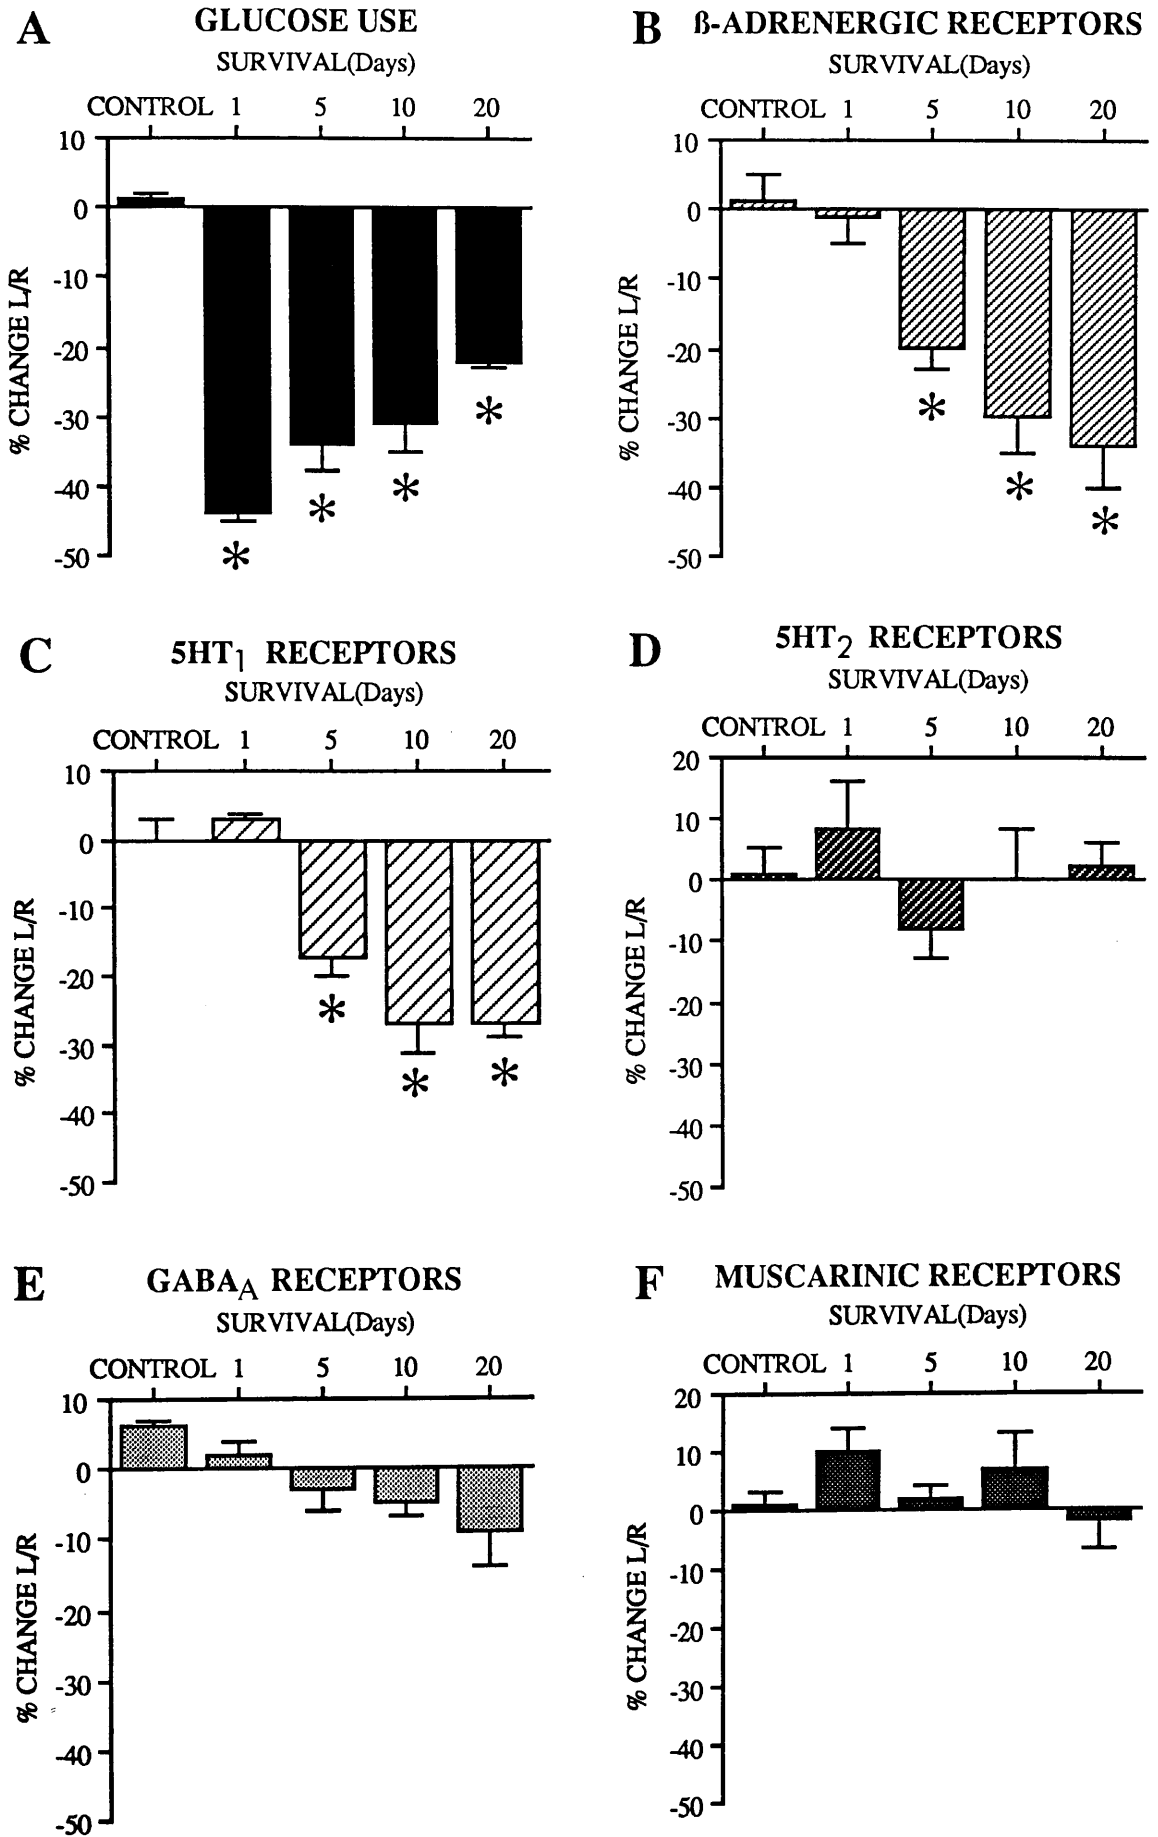 A
GLUCOSE USE
SURVIVAL(Days)
CONTROL 1 5 10 20
10
0
-10
-20
-30
-40
-50
% CHANGE L/R
*
*
*
*
B
ß-ADRENERGIC RECEPTORS
SURVIVAL(Days)
CONTROL 1 5 10 20
10
0
-10
-20
-30
-40
-50
% CHANGE L/R
*
*
*
C
5HT1 RECEPTORS
SURVIVAL(Days)
CONTROL 1 5 10 20
10
0
-10
-20
-30
-40
-50
% CHANGE L/R
*
*
*
D
5HT2 RECEPTORS
SURVIVAL(Days)
CONTROL 1 5 10 20
20
10
0
-10
-20
-30
-40
-50
% CHANGE L/R
E
GABAA RECEPTORS
SURVIVAL(Days)
CONTROL 1 5 10 20
10
0
-10
-20
-30
-40
-50
% CHANGE L/R
F
MUSCARINIC RECEPTORS
SURVIVAL(Days)
CONTROL 1 5 10 20
20
10
0
-10
-20
-30
-40
-50
% CHANGE L/R